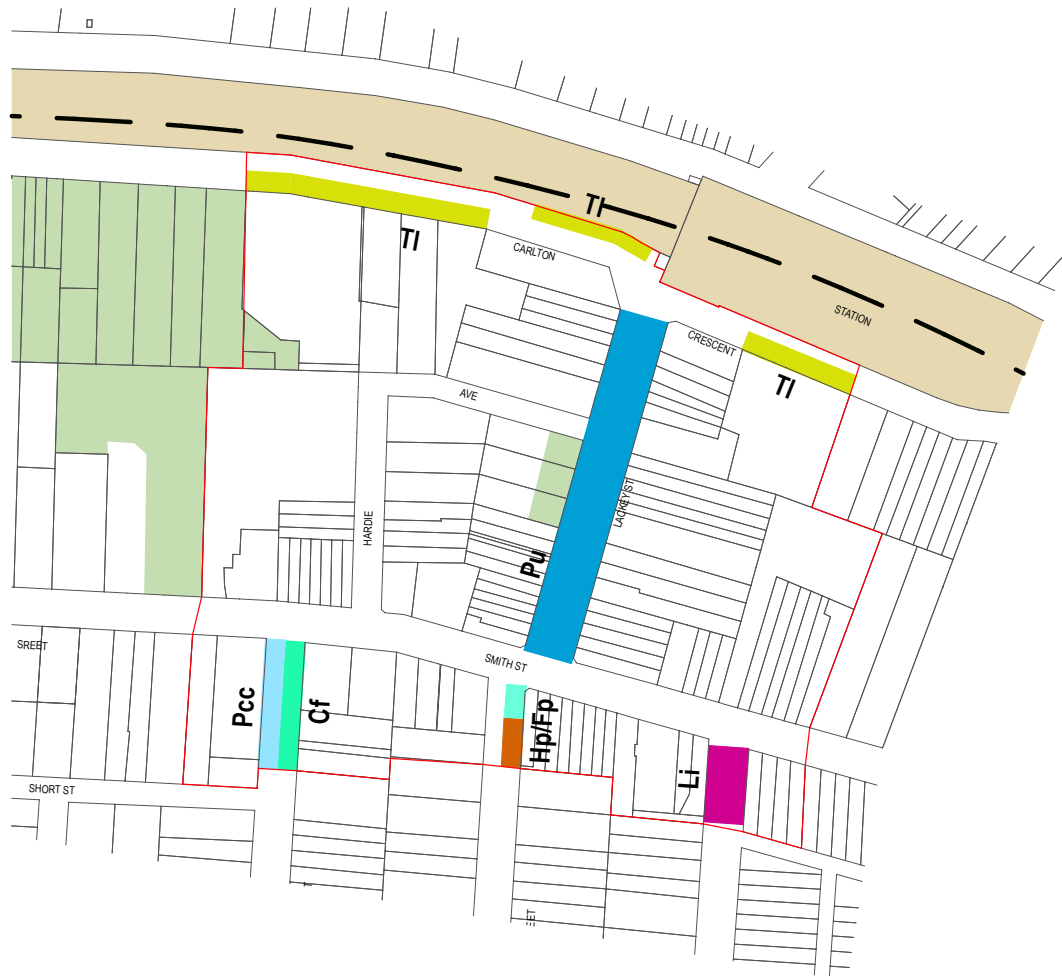 TI
TI
CARLTON
STATION
CRESCENT
TI
AVE
LACKEY ST
HARDIE
Pu
SREET
SMITH ST
Pcc
Cf
Hp/Fp
Li
SHORT ST